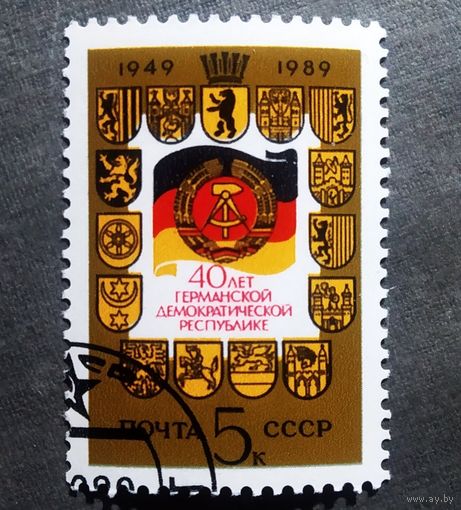 1949 1989
40 ЛЕТ
ГЕРМАНСКОЙ
ДЕМОКРАТИЧЕСКОЙ
РЕСПУБЛИКЕ
ПОЧТА 5к СССР
www.ay.by